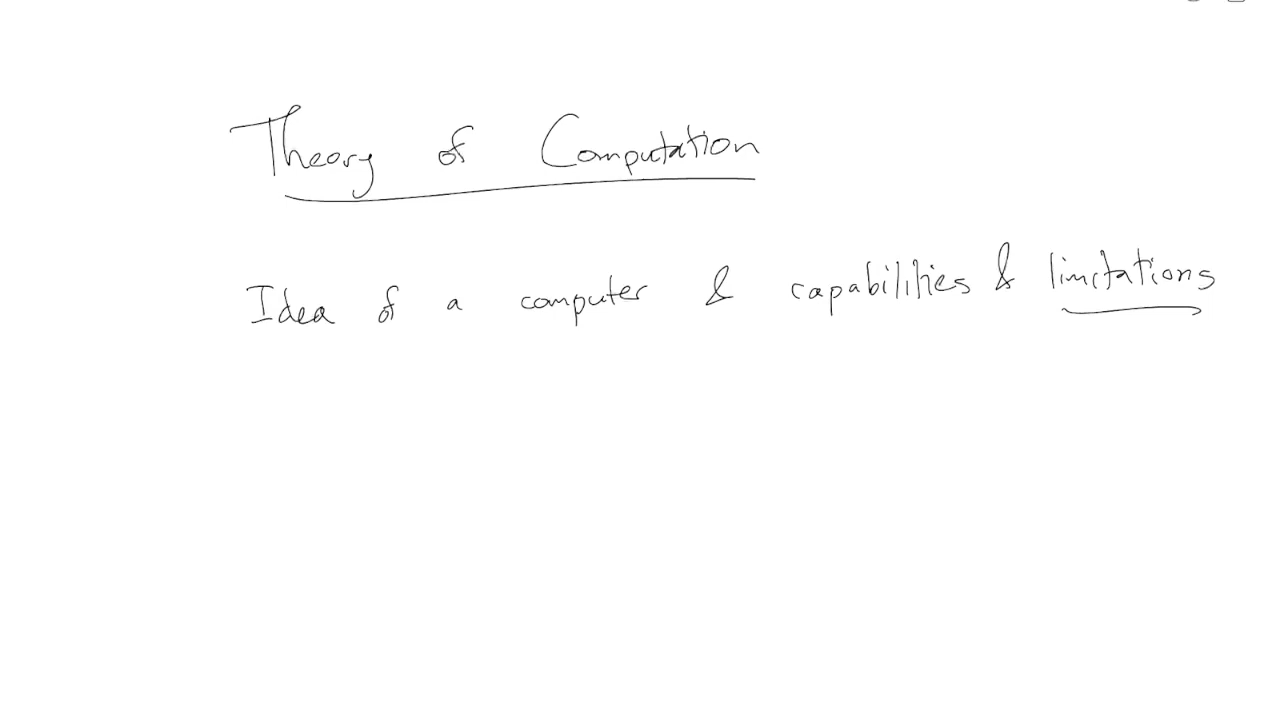 Theory of Computation
Idea of a computer & capabilities & limitations